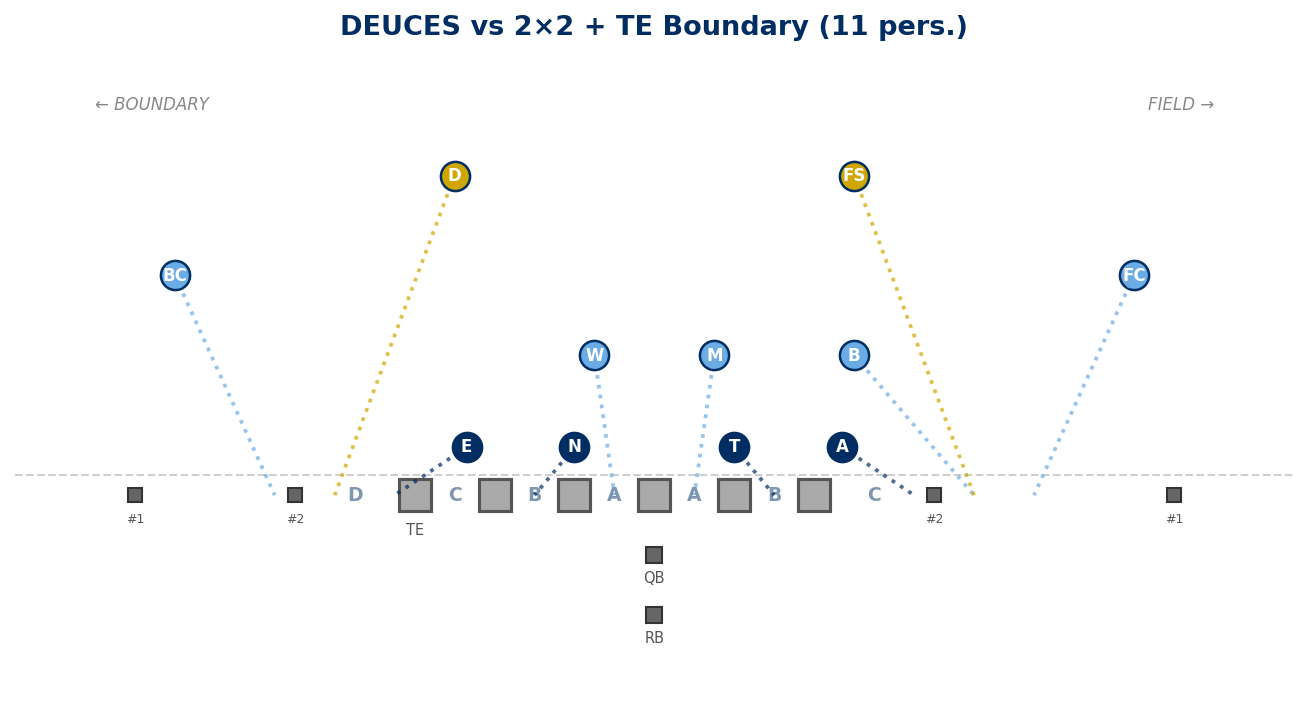 DEUCES vs 2×2 + TE Boundary (11 pers.)
← BOUNDARY
FIELD →
D
FS
BC
FC
W
M
B
E
N
T
A
D
C
B
A
A
B
C
#1
#2
TE
#2
#1
QB
RB